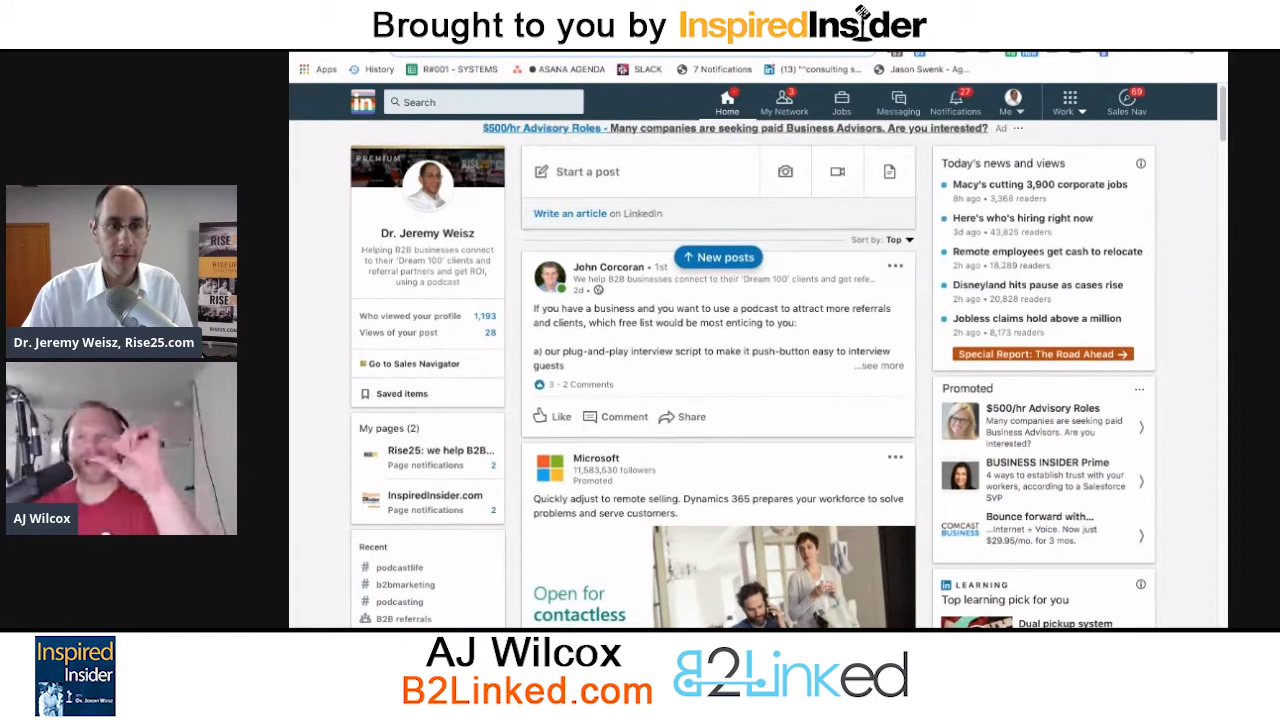 Brought to you by InspiredInsider
Apps
History
R#001 - SYSTEMS
ASANA AGENDA
SLACK
7 Notifications
(13) ""consulting s...
Jason Swenk - Ag...
in
Search
Home
3
My Network
Jobs
Messaging
27
Notifications
Me
Work
69
Sales Nav
$500/hr Advisory Roles - Many companies are seeking paid Business Advisors. Are you interested? Ad ...
PREMIUM
Dr. Jeremy Weisz
Helping B2B businesses connect
to their 'Dream 100' clients and
referral partners and get ROI,
using a podcast
Who viewed your profile 1,193
Views of your post 28
Go to Sales Navigator
Saved items
My pages (2)
Rise25: we help B2B...
Page notifications 2
InspiredInsider.com
Page notifications 2
Recent
# podcastlife
# b2bmarketing
# podcasting
B2B referrals
Start a post
Write an article on LinkedIn
Sort by: Top
↑ New posts
John Corcoran • 1st
We help B2B businesses connect to their 'Dream 100' clients and get refe...
2d •
If you have a business and you want to use a podcast to attract more referrals
and clients, which free list would be most enticing to you:
a) our plug-and-play interview script to make it push-button easy to interview
guests ...see more
3 - 2 Comments
Like
Comment
Share
Microsoft
11,583,530 followers
Promoted
Quickly adjust to remote selling. Dynamics 365 prepares your workforce to solve
problems and serve customers.
Open for
contactless
Today's news and views
Macy's cutting 3,900 corporate jobs
8h ago • 3,368 readers
Here's who's hiring right now
3d ago • 43,825 readers
Remote employees get cash to relocate
2h ago • 18,289 readers
Disneyland hits pause as cases rise
2h ago • 20,828 readers
Jobless claims hold above a million
2h ago • 8,173 readers
Special Report: The Road Ahead →
Promoted
$500/hr Advisory Roles
Many companies are seeking paid
Business Advisors. Are you
interested?
BUSINESS INSIDER Prime
4 ways to establish trust with your
workers, according to a Salesforce
SVP
COMCAST
BUSINESS
Bounce forward with...
...Internet + Voice. Now just
$29.95/mo. for 3 mos.
in LEARNING
Top learning pick for you
Dual pickup system
Dr. Jeremy Weisz, Rise25.com
AJ Wilcox
Inspired
Insider
DR. JEREMY WEISZ
AJ Wilcox
B2Linked.com
B2Linked